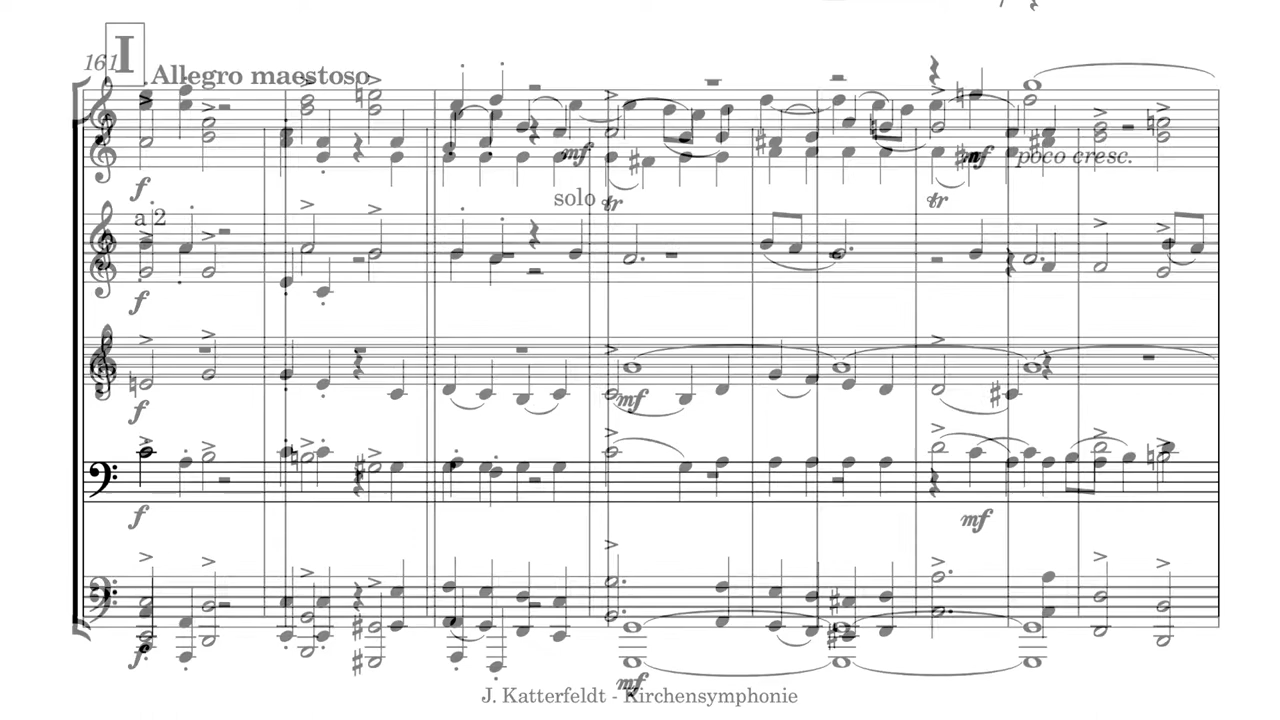 I
161
Allegro maestoso
mf
mf
poco cresc.
f
solo
tr
tr
a 2
f
f
mf
f
mf
f
mf
J. Katterfeldt - Kirchensymphonie